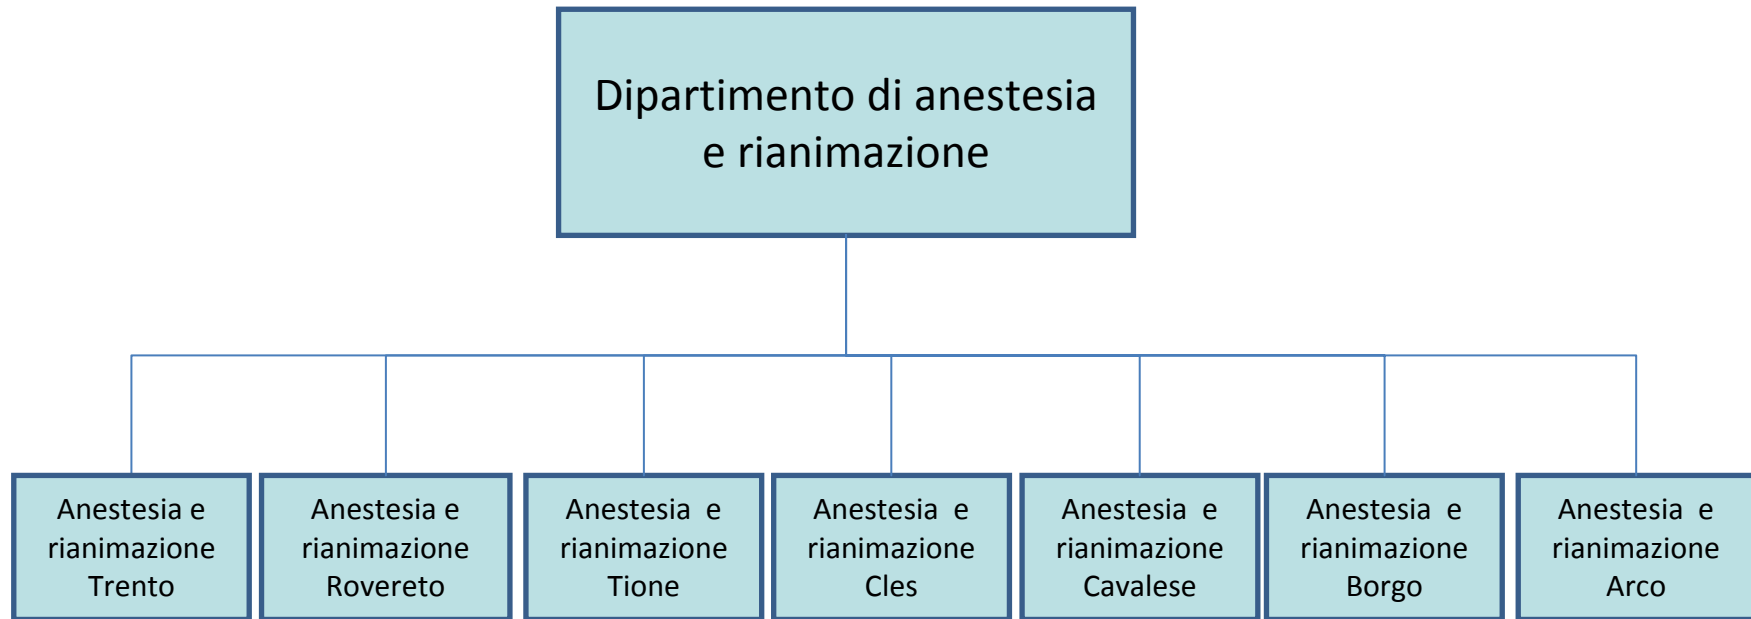 Dipartimento di anestesia
e rianimazione
Anestesia e
rianimazione
Trento
Anestesia e
rianimazione
Rovereto
Anestesia e
rianimazione
Tione
Anestesia e
rianimazione
Cles
Anestesia e
rianimazione
Cavalese
Anestesia e
rianimazione
Borgo
Anestesia e
rianimazione
Arco